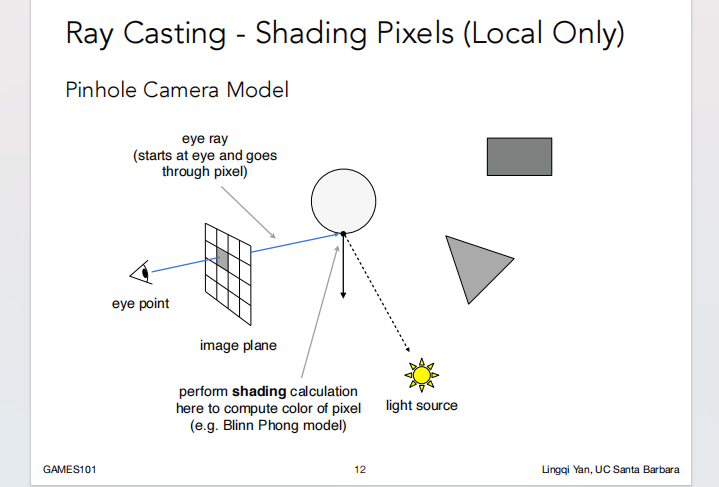 Ray Casting - Shading Pixels (Local Only)
Pinhole Camera Model
eye ray
(starts at eye and goes
through pixel)
eye point
image plane
perform shading calculation
here to compute color of pixel
(e.g. Blinn Phong model)
light source
GAMES101
12
Lingqi Yan, UC Santa Barbara